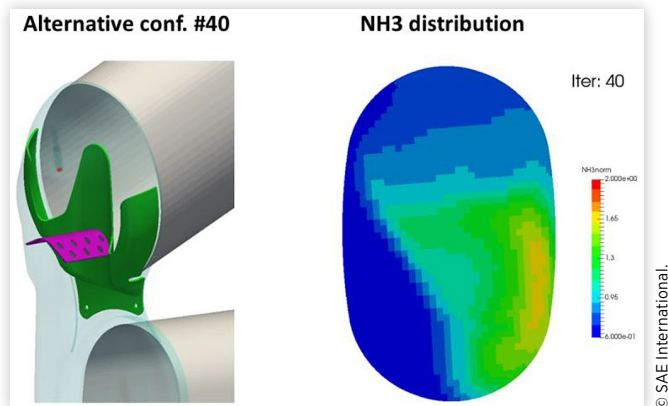 Alternative conf. #40
NH3 distribution
Iter: 40
NH3norm
2.000e+00
1.65
1.3
0.95
6.000e-01
© SAE International.